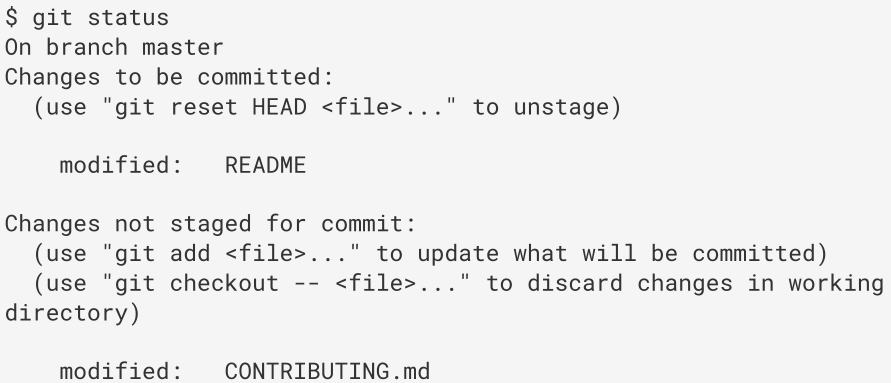 $ git status
On branch master
Changes to be committed:
  (use "git reset HEAD <file>..." to unstage)

    modified:   README

Changes not staged for commit:
  (use "git add <file>..." to update what will be committed)
  (use "git checkout -- <file>..." to discard changes in working
directory)

    modified:   CONTRIBUTING.md